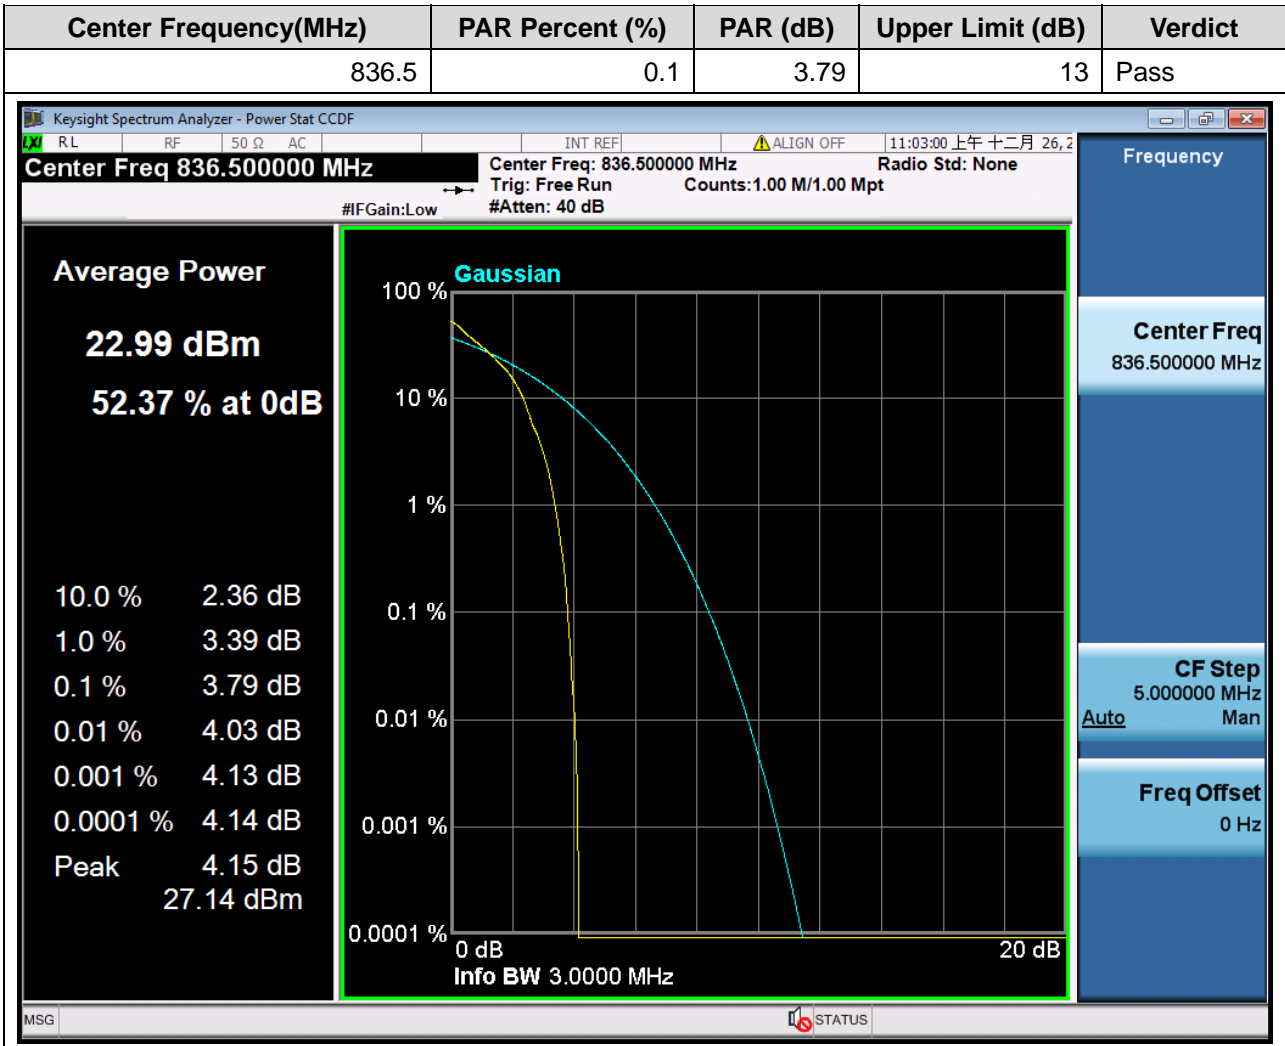 Center Frequency(MHz) PAR Percent (%) PAR (dB) Upper Limit (dB) Verdict
836.5 0.1 3.79 13 Pass
Keysight Spectrum Analyzer - Power Stat CCDF
LXI RL RF 50 Ω AC INT REF ALIGN OFF 11:03:00 上午 十二月 26, 2
Center Freq 836.500000 MHz
Center Freq: 836.500000 MHz Radio Std: None
Trig: Free Run Counts:1.00 M/1.00 Mpt
#IFGain:Low #Atten: 40 dB
Average Power
22.99 dBm
52.37 % at 0dB
10.0 % 2.36 dB
1.0 % 3.39 dB
0.1 % 3.79 dB
0.01 % 4.03 dB
0.001 % 4.13 dB
0.0001 % 4.14 dB
Peak 4.15 dB
27.14 dBm
Gaussian
100 %
10 %
1 %
0.1 %
0.01 %
0.001 %
0.0001 %
0 dB 20 dB
Info BW 3.0000 MHz
Frequency
Center Freq
836.500000 MHz
CF Step
5.000000 MHz
Auto Man
Freq Offset
0 Hz
MSG STATUS